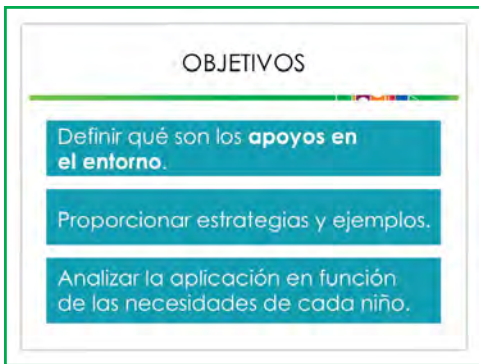 OBJETIVOS
Definir qué son los apoyos en
el entorno.
Proporcionar estrategias y ejemplos.
Analizar la aplicación en función
de las necesidades de cada niño.